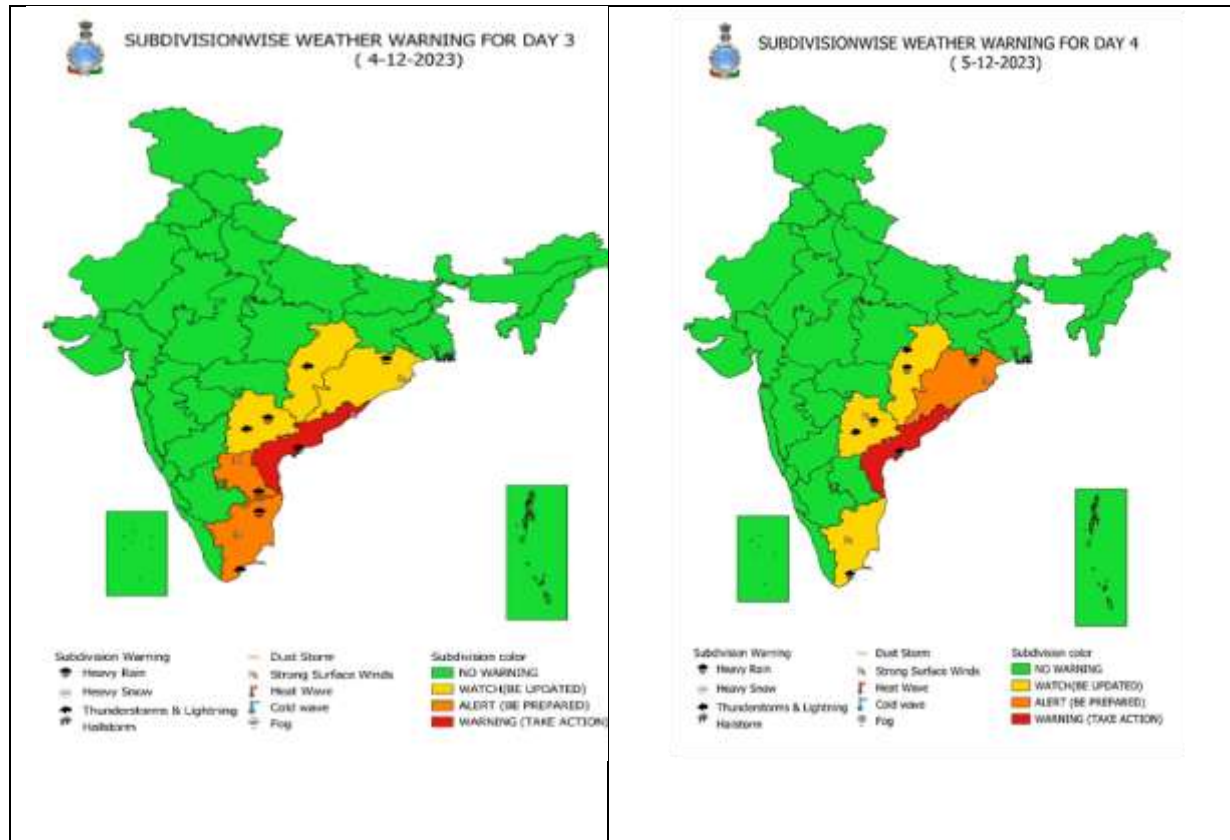 SUBDIVISIONWISE WEATHER WARNING FOR DAY 3
( 4-12-2023)
Subdivision Warning
Heavy Rain
Heavy Snow
Thunderstorms & Lightning
Hailstorm
Dust Storm
Strong Surface Winds
Heat Wave
Cold wave
Fog
Subdivision color
NO WARNING
WATCH(BE UPDATED)
ALERT (BE PREPARED)
WARNING (TAKE ACTION)
SUBDIVISIONWISE WEATHER WARNING FOR DAY 4
( 5-12-2023)
Subdivision Warning
Heavy Rain
Heavy Snow
Thunderstorms & Lightning
Hailstorm
Dust Storm
Strong Surface Winds
Heat Wave
Cold wave
Fog
Subdivision color
NO WARNING
WATCH(BE UPDATED)
ALERT (BE PREPARED)
WARNING (TAKE ACTION)